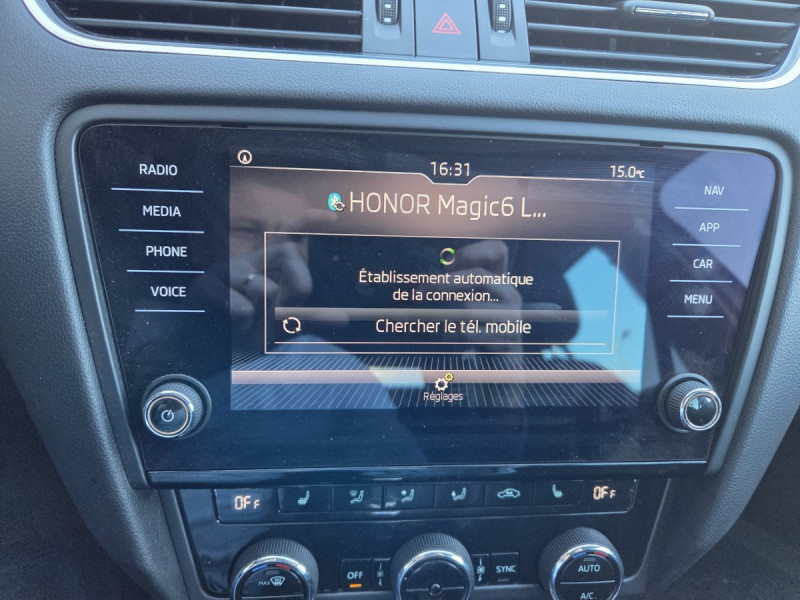 RADIO
MEDIA
PHONE
VOICE
16:31
15.0°C
HONOR Magic6 L...
Établissement automatique
de la connexion...
Chercher le tél. mobile
Réglages
NAV
APP
CAR
MENU
OFF
OFF
MAX
OFF
SYNC
AUTO
A/C